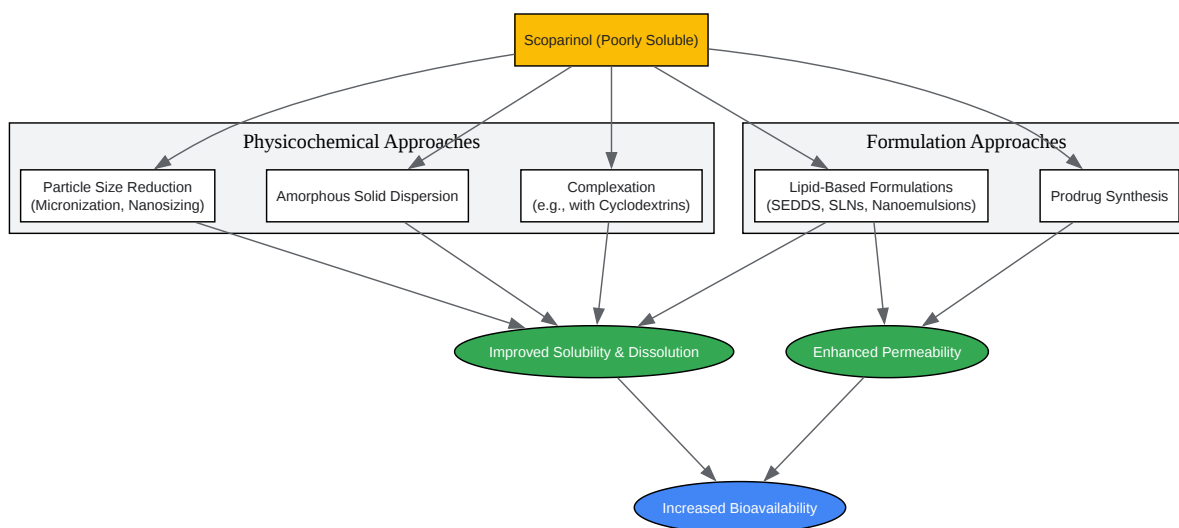 Scoparinol (Poorly Soluble)
Physicochemical Approaches
Formulation Approaches
Particle Size Reduction
(Micronization, Nanosizing)
Amorphous Solid Dispersion
Complexation
(e.g., with Cyclodextrins)
Lipid-Based Formulations
(SEDDS, SLNs, Nanoemulsions)
Prodrug Synthesis
Improved Solubility & Dissolution
Enhanced Permeability
Increased Bioavailability